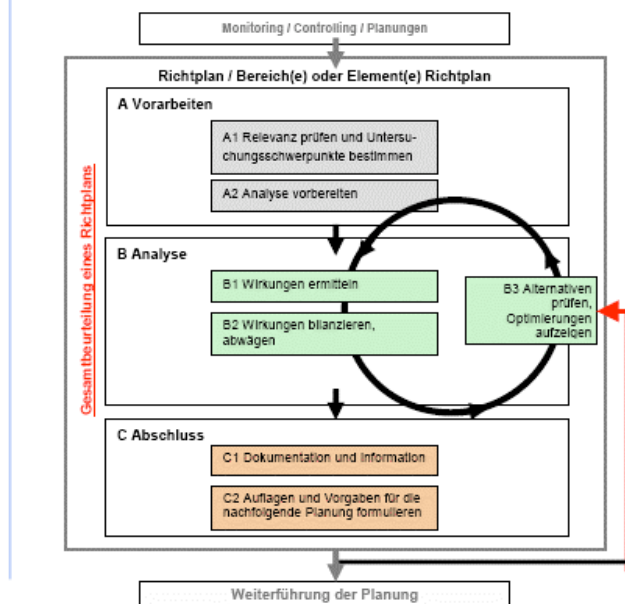 Monitoring / Controlling / Planungen
Richtplan / Bereich(e) oder Element(e) Richtplan
Gesamtbeurteilung eines Richtplans
A Vorarbeiten
A1 Relevanz prüfen und Untersu-
chungsschwerpunkte bestimmen
A2 Analyse vorbereiten
B Analyse
B1 Wirkungen ermitteln
B2 Wirkungen bilanzieren,
abwägen
B3 Alternativen
prüfen,
Optimierungen
aufzeigen
C Abschluss
C1 Dokumentation und Information
C2 Auflagen und Vorgaben für die
nachfolgende Planung formulieren
Weiterführung der Planung